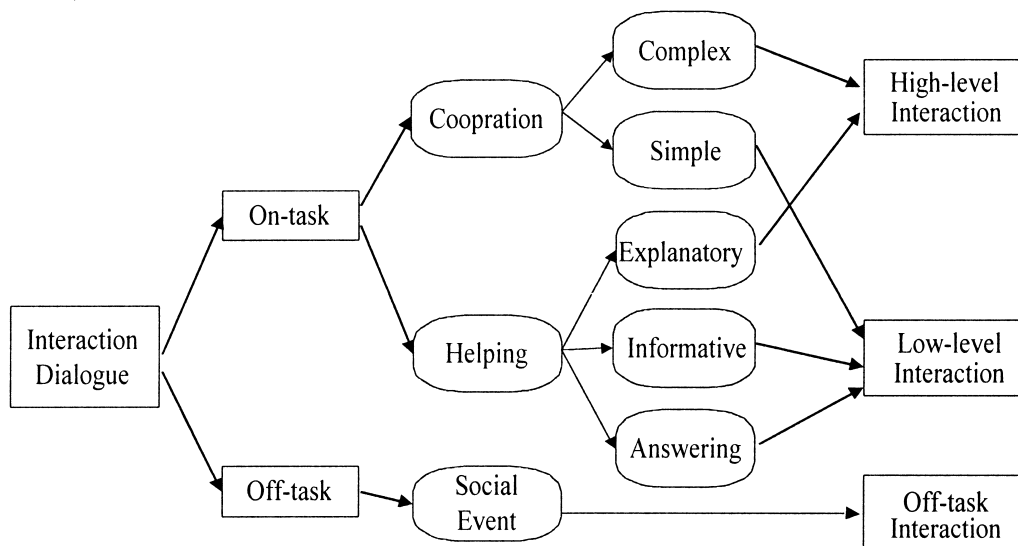 Complex
High-level
Interaction
Coopration
Simple
On-task
Explanatory
Interaction
Dialogue
Helping
Informative
Low-level
Interaction
Answering
Off-task
Social
Event
Off-task
Interaction